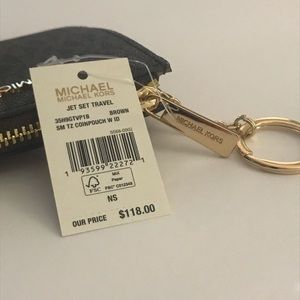 MICHAEL
MICHAEL KORS
JET SET TRAVEL
35H9GTVP1B BROWN
SM TZ COINPOUCH W ID
1 93599 22272 1
FSC
MIX
Paper
NS
OUR PRICE $118.00
MICHAEL KORS